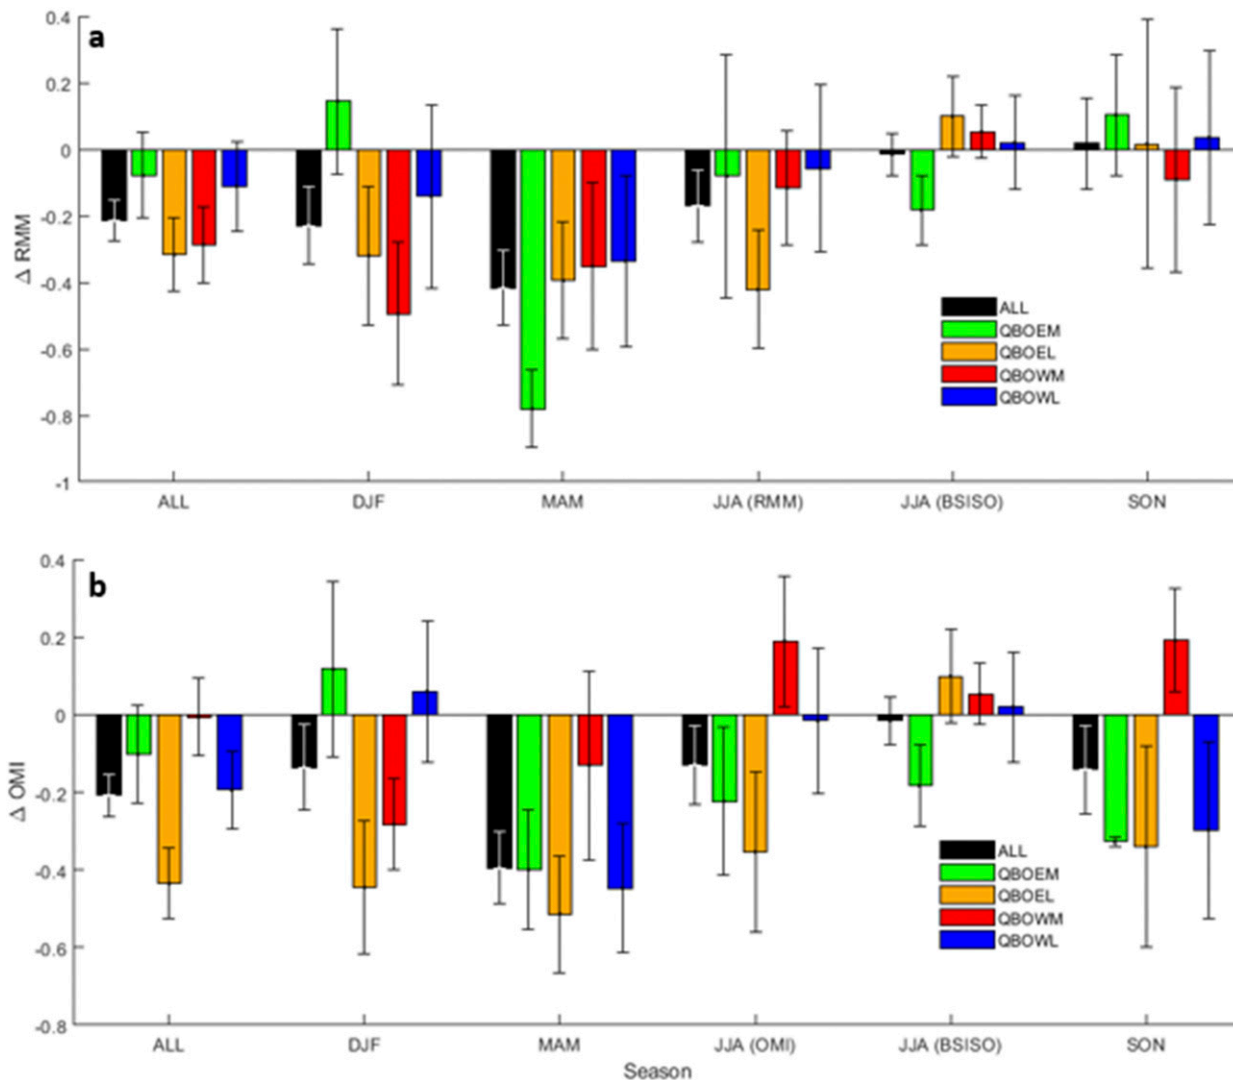 a
0.4
0.2
0
-0.2
-0.4
-0.6
-0.8
-1
Δ RMM
ALL
QBOEM
QBOEL
QBOWM
QBOWL
ALL DJF MAM JJA (RMM) JJA (BSISO) SON
b
0.4
0.2
0
-0.2
-0.4
-0.6
-0.8
Δ OMI
ALL
QBOEM
QBOEL
QBOWM
QBOWL
ALL DJF MAM JJA (OMI) JJA (BSISO) SON
Season